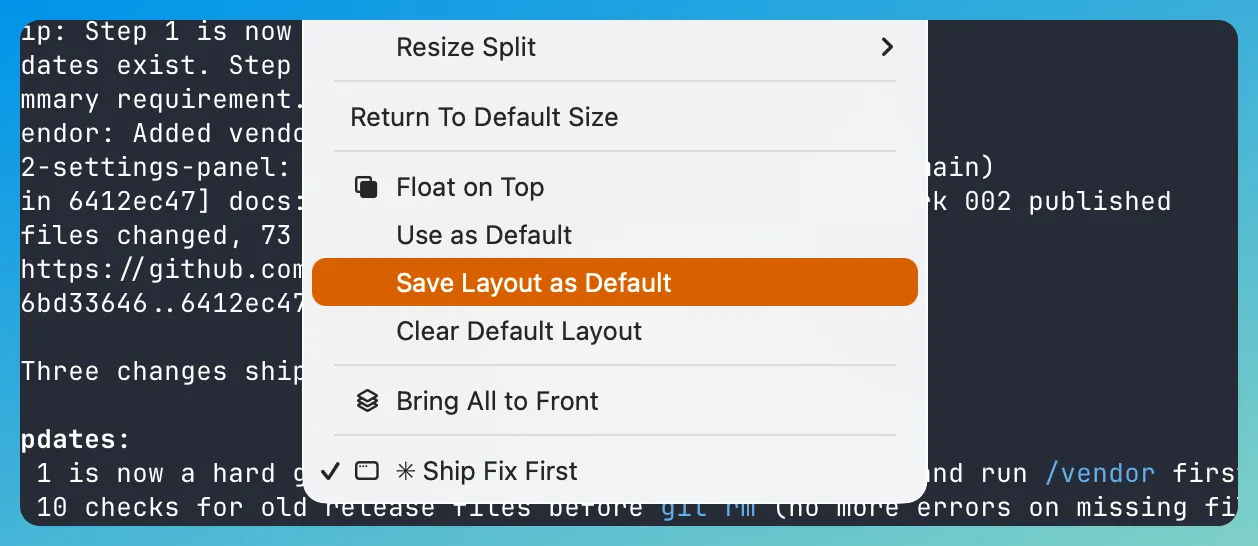 ip: Step 1 is now
Resize Split
dates exist. Step
mmary requirement.
Return To Default Size
endor: Added vendo
2-settings-panel: main)
Float on Top
in 6412ec47] docs: rk 002 published
Use as Default
files changed, 73
https://github.com
Save Layout as Default
6bd33646..6412ec47
Clear Default Layout
Three changes ship
Bring All to Front
pdates:
1 is now a hard g and run /vendor first
✓ ✳ Ship Fix First
10 checks for old release files before git rm (no more errors on missing fi